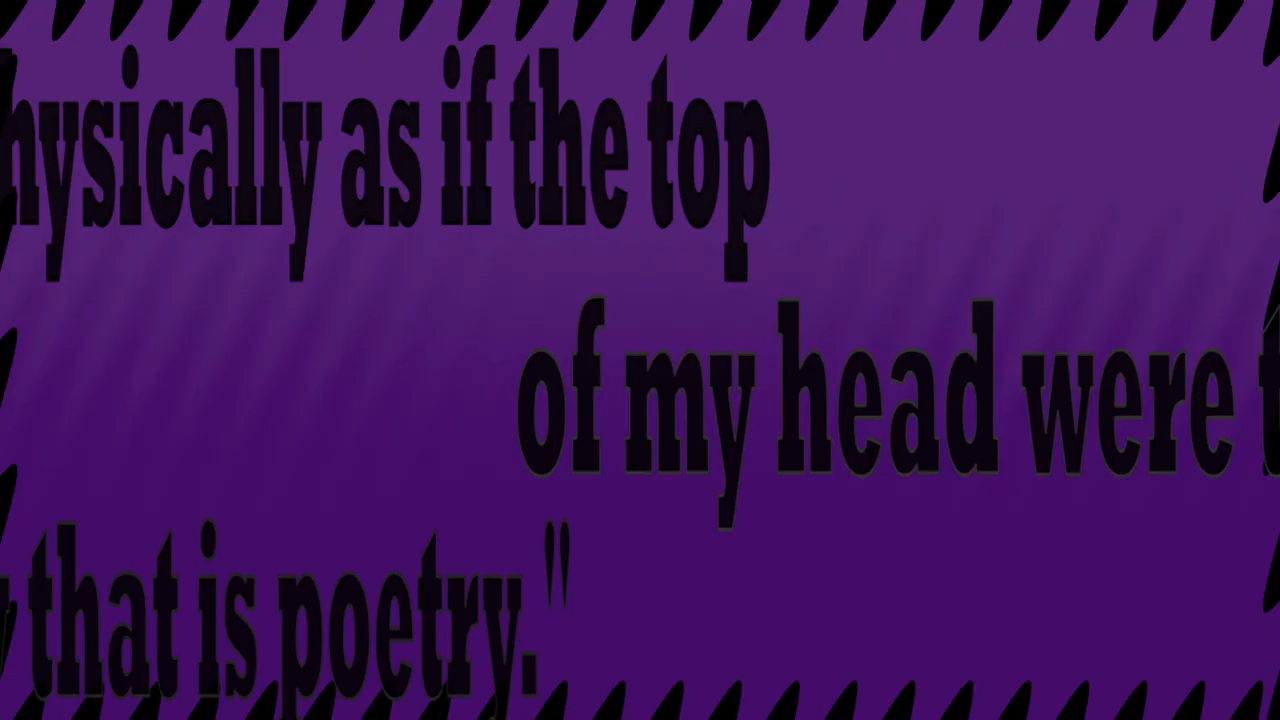 hysically as if the top
of my head were t
that is poetry."